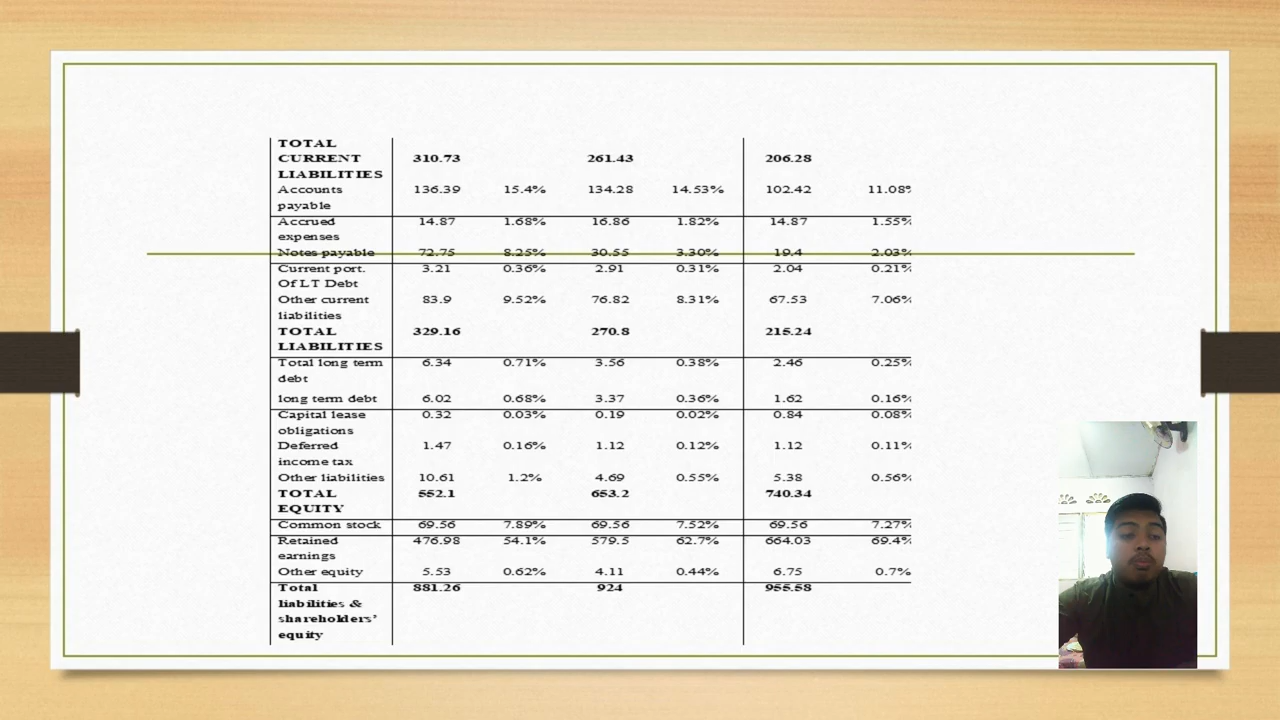 TOTAL
CURRENT 310.73 261.43 206.28
LIABILITIES
Accounts 136.39 15.4% 134.28 14.53% 102.42 11.08%
payable
Accrued 14.87 1.68% 16.86 1.82% 14.87 1.55%
expenses
Notes payable 72.75 8.25% 30.55 3.30% 19.4 2.03%
Current port. 3.21 0.36% 2.91 0.31% 2.04 0.21%
Of LT Debt
Other current 83.9 9.52% 76.82 8.31% 67.53 7.06%
liabilities
TOTAL 329.16 270.8 215.24
LIABILITIES
Total long term 6.34 0.71% 3.56 0.38% 2.46 0.25%
debt
long term debt 6.02 0.68% 3.37 0.36% 1.62 0.16%
Capital lease 0.32 0.03% 0.19 0.02% 0.84 0.08%
obligations
Deferred 1.47 0.16% 1.12 0.12% 1.12 0.11%
income tax
Other liabilities 10.61 1.2% 4.69 0.55% 5.38 0.56%
TOTAL 552.1 653.2 740.34
EQUITY
Common stock 69.56 7.89% 69.56 7.52% 69.56 7.27%
Retained 476.98 54.1% 579.5 62.7% 664.03 69.4%
earnings
Other equity 5.53 0.62% 4.11 0.44% 6.75 0.7%
Total 881.26 924 955.58
liabilities &
shareholders'
equity